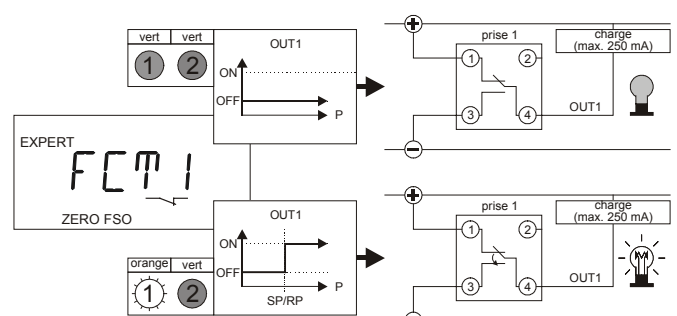 vert vert
1 2
OUT1
ON
OFF
P
+
prise 1
1 2
3 4
charge
(max. 250 mA)
OUT1
−
EXPERT
FCT1
ZERO FSO
orange vert
1 2
OUT1
ON
OFF
P
SP/RP
+
prise 1
1 2
3 4
charge
(max. 250 mA)
OUT1